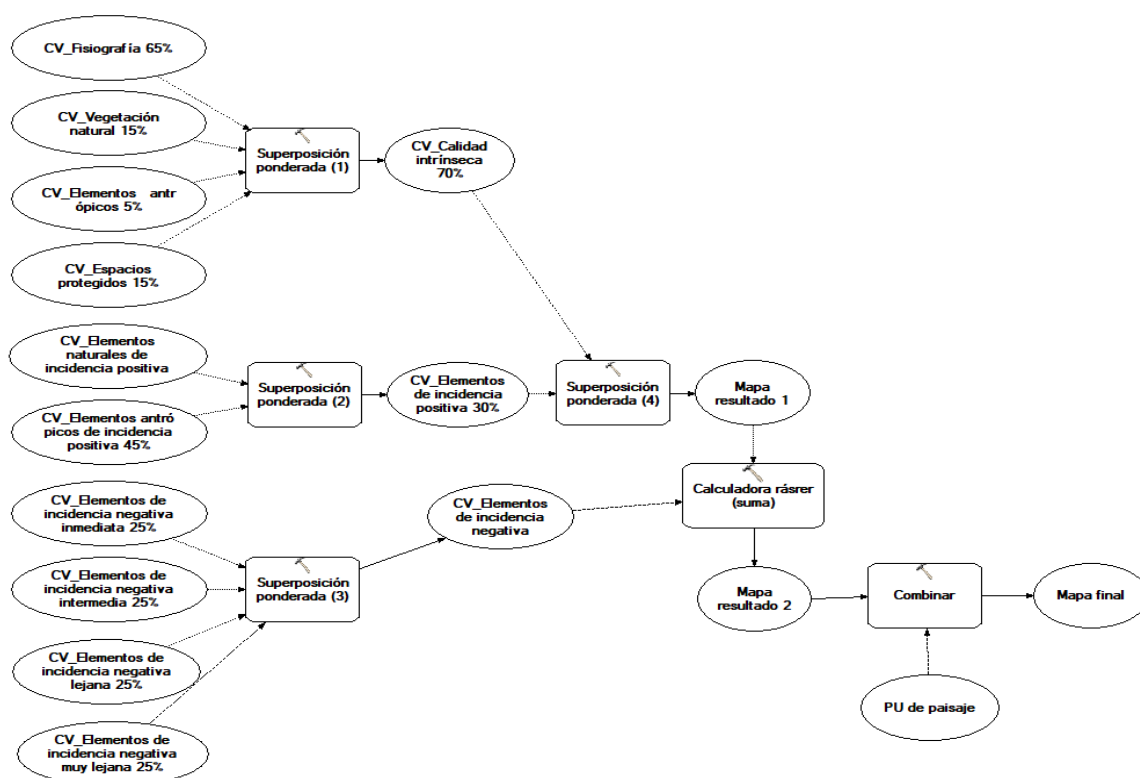 CV_Fisiografía 65%
CV_Vegetación
natural 15%
CV_Elementos antr
ópicos 5%
CV_Espacios
protegidos 15%
Superposición
ponderada (1)
CV_Calidad
intrínseca
70%
CV_Elementos
naturales de
incidencia positiva
CV_Elementos antró
picos de incidencia
positiva 45%
Superposición
ponderada (2)
CV_Elementos
de incidencia
positiva 30%
Superposición
ponderada (4)
Mapa
resultado 1
CV_Elementos de
incidencia negativa
inmediata 25%
CV_Elementos de
incidencia negativa
intermedia 25%
CV_Elementos de
incidencia negativa
lejana 25%
CV_Elementos de
incidencia negativa
muy lejana 25%
Superposición
ponderada (3)
CV_Elementos
de incidencia
negativa
Calculadora rásrer
(suma)
Mapa
resultado 2
Combinar
Mapa final
PU de paisaje